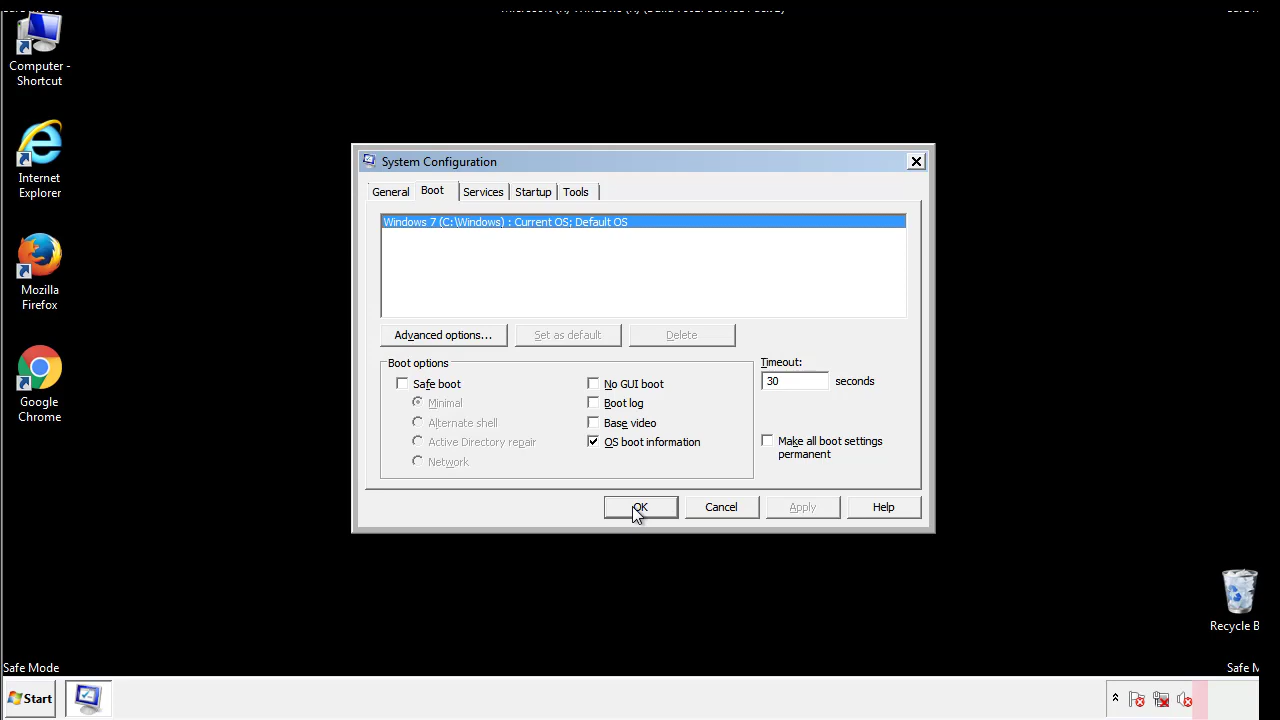 Computer -
Shortcut
Internet
Explorer
Mozilla
Firefox
Google
Chrome
System Configuration
General
Boot
Services
Startup
Tools
Windows 7 (C:\Windows) : Current OS; Default OS
Advanced options...
Set as default
Delete
Boot options
Safe boot
Minimal
Alternate shell
Active Directory repair
Network
No GUI boot
Boot log
Base video
OS boot information
Timeout:
30
seconds
Make all boot settings
permanent
OK
Cancel
Apply
Help
Recycle B
Safe Mode
Safe M
Start